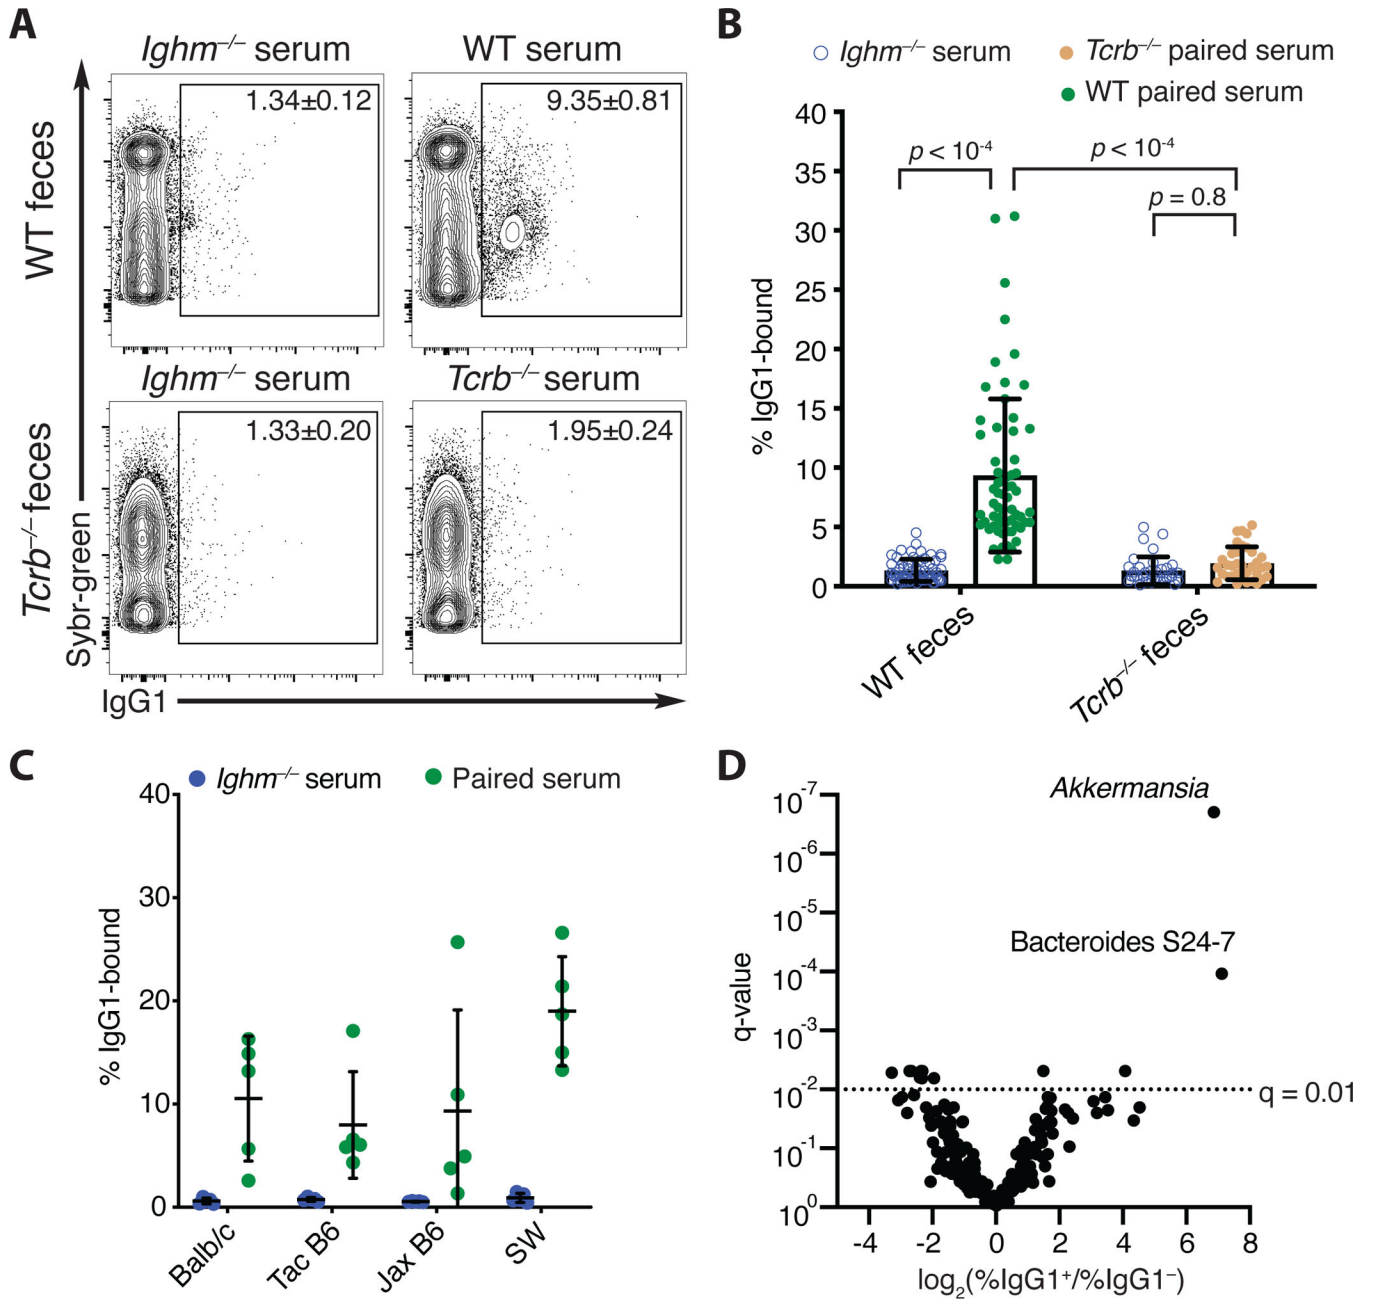 A
Ighm–/– serum
WT serum
WT feces
1.34±0.12
9.35±0.81
Ighm–/– serum
Tcrb–/– serum
Tcrb–/– feces
Sybr-green
1.33±0.20
1.95±0.24
IgG1
B
Ighm–/– serum
Tcrb–/– paired serum
WT paired serum
% IgG1-bound
40
35
30
25
20
15
10
5
0
p < 10-4
p < 10-4
p = 0.8
WT feces
Tcrb–/– feces
C
Ighm–/– serum
Paired serum
% IgG1-bound
40
30
20
10
0
Balb/c
Tac B6
Jax B6
SW
D
q-value
10-7
10-6
10-5
10-4
10-3
10-2
10-1
100
Akkermansia
Bacteroides S24-7
q = 0.01
-4 -2 0 2 4 6 8
log2(%IgG1+/%IgG1–)